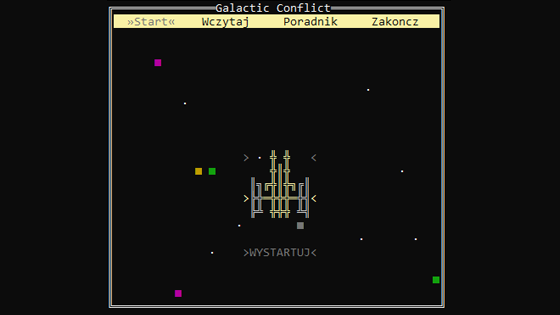 Galactic Conflict
»Start« Wczytaj Poradnik Zakoncz
> <
> <
>WYSTARTUJ<